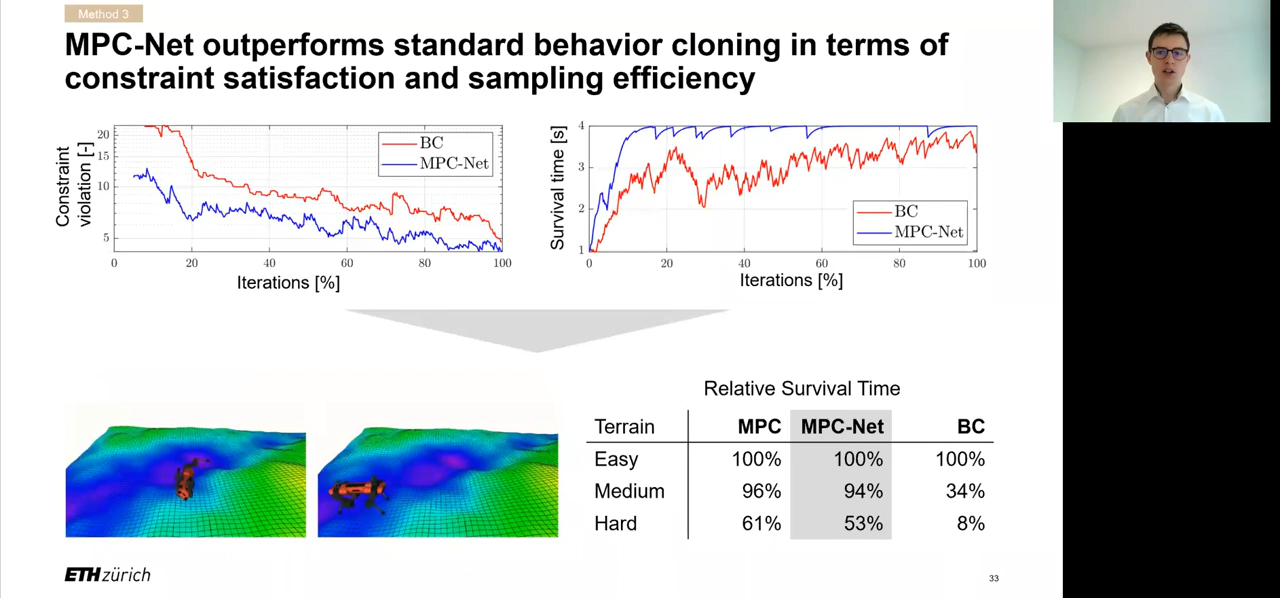 Method 3
MPC-Net outperforms standard behavior cloning in terms of
constraint satisfaction and sampling efficiency
Constraint
violation [-]
20
15
10
5
BC
MPC-Net
0 20 40 60 80 100
Iterations [%]
Survival time [s]
4
3
2
1
BC
MPC-Net
0 20 40 60 80 100
Iterations [%]
Relative Survival Time
Terrain MPC MPC-Net BC
Easy 100% 100% 100%
Medium 96% 94% 34%
Hard 61% 53% 8%
ETH zürich
33